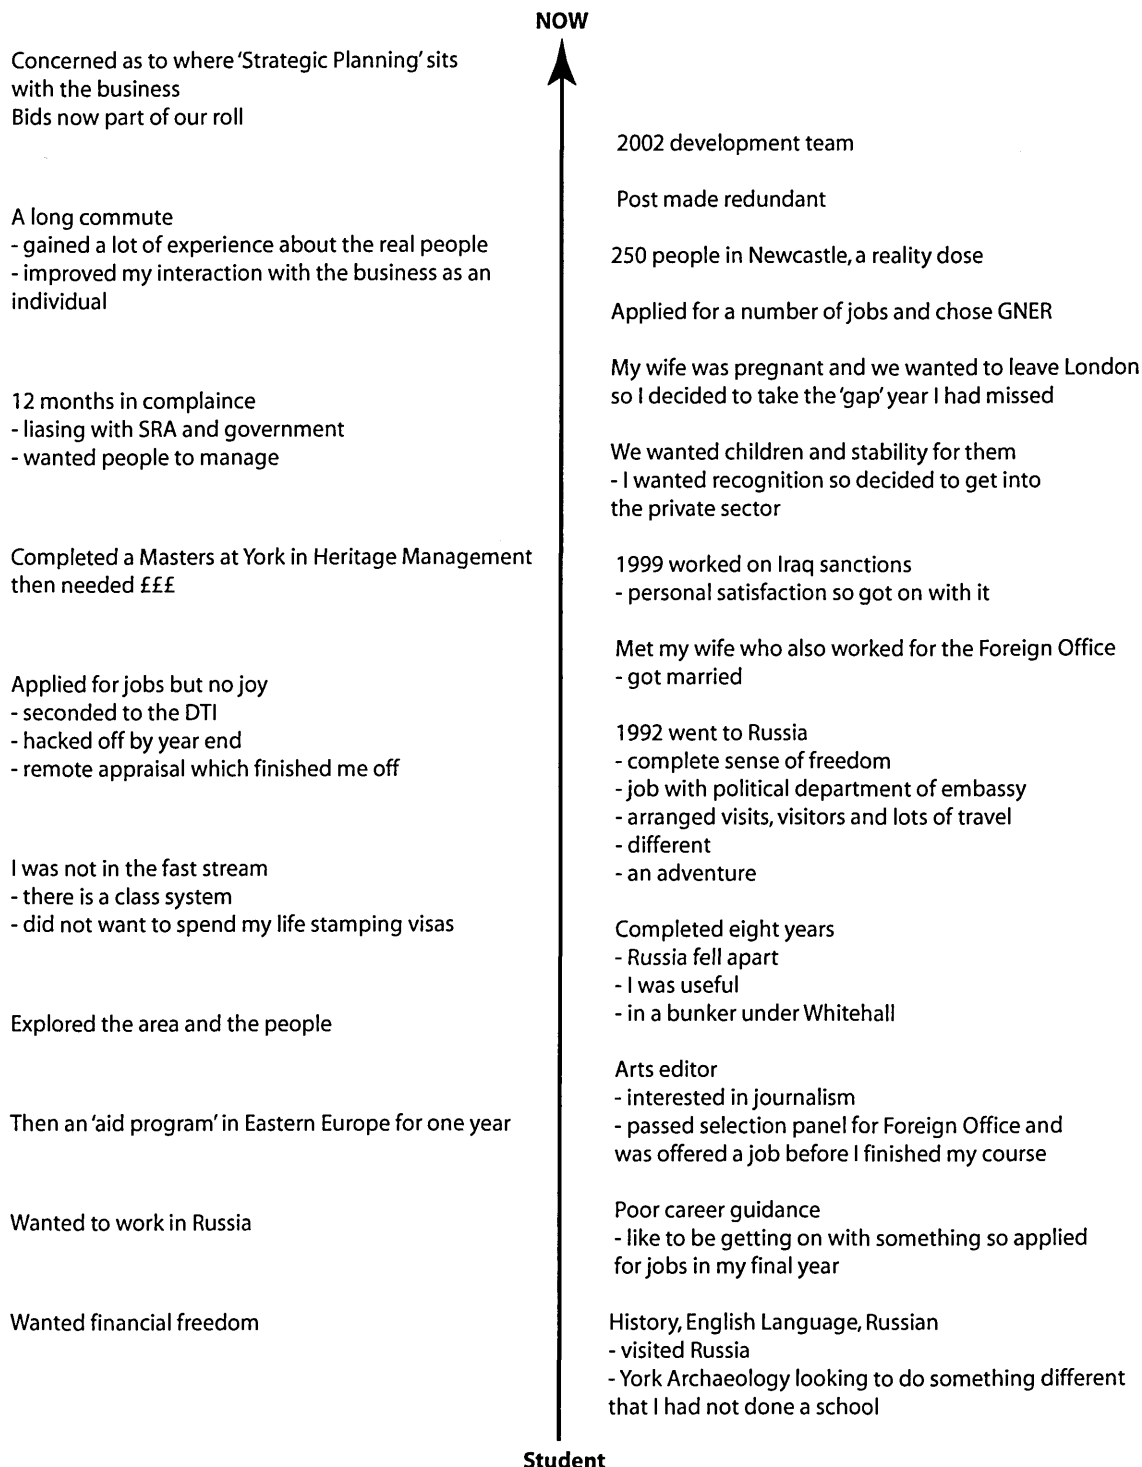 NOW
Concerned as to where 'Strategic Planning' sits
with the business
Bids now part of our roll
A long commute
- gained a lot of experience about the real people
- improved my interaction with the business as an
individual
12 months in complaince
- liasing with SRA and government
- wanted people to manage
Completed a Masters at York in Heritage Management
then needed £££
Applied for jobs but no joy
- seconded to the DTI
- hacked off by year end
- remote appraisal which finished me off
I was not in the fast stream
- there is a class system
- did not want to spend my life stamping visas
Explored the area and the people
Then an 'aid program' in Eastern Europe for one year
Wanted to work in Russia
Wanted financial freedom
2002 development team
Post made redundant
250 people in Newcastle, a reality dose
Applied for a number of jobs and chose GNER
My wife was pregnant and we wanted to leave London
so I decided to take the 'gap' year I had missed
We wanted children and stability for them
- I wanted recognition so decided to get into
the private sector
1999 worked on Iraq sanctions
- personal satisfaction so got on with it
Met my wife who also worked for the Foreign Office
- got married
1992 went to Russia
- complete sense of freedom
- job with political department of embassy
- arranged visits, visitors and lots of travel
- different
- an adventure
Completed eight years
- Russia fell apart
- I was useful
- in a bunker under Whitehall
Arts editor
- interested in journalism
- passed selection panel for Foreign Office and
was offered a job before I finished my course
Poor career guidance
- like to be getting on with something so applied
for jobs in my final year
History, English Language, Russian
- visited Russia
- York Archaeology looking to do something different
that I had not done a school
Student